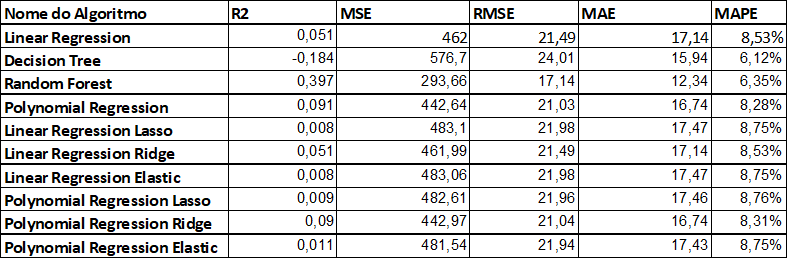 Nome do Algoritmo R2 MSE RMSE MAE MAPE
Linear Regression 0,051 462 21,49 17,14 8,53%
Decision Tree -0,184 576,7 24,01 15,94 6,12%
Random Forest 0,397 293,66 17,14 12,34 6,35%
Polynomial Regression 0,091 442,64 21,03 16,74 8,28%
Linear Regression Lasso 0,008 483,1 21,98 17,47 8,75%
Linear Regression Ridge 0,051 461,99 21,49 17,14 8,53%
Linear Regression Elastic 0,008 483,06 21,98 17,47 8,75%
Polynomial Regression Lasso 0,009 482,61 21,96 17,46 8,76%
Polynomial Regression Ridge 0,09 442,97 21,04 16,74 8,31%
Polynomial Regression Elastic 0,011 481,54 21,94 17,43 8,75%